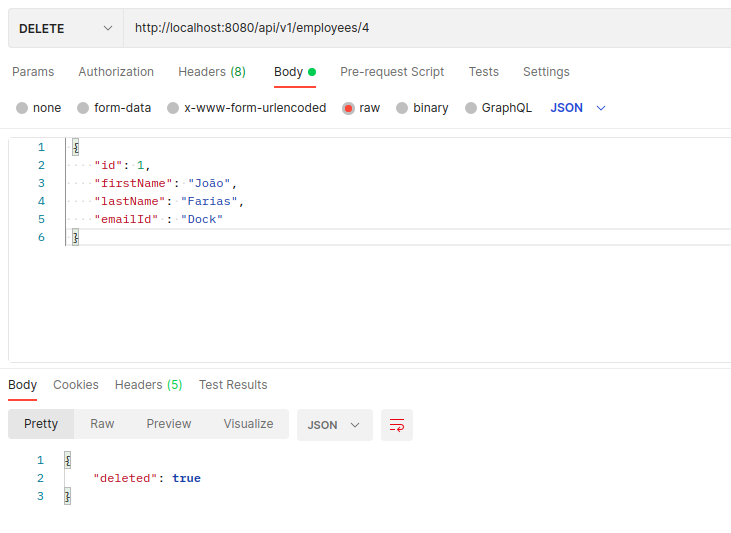 DELETE http://localhost:8080/api/v1/employees/4
Params Authorization Headers (8) Body Pre-request Script Tests Settings
none form-data x-www-form-urlencoded raw binary GraphQL JSON
1 {
2 "id": 1,
3 "firstName": "João",
4 "lastName": "Farias",
5 "emailId" : "Dock"
6 }
Body Cookies Headers (5) Test Results
Pretty Raw Preview Visualize JSON
1 {
2 "deleted": true
3 }